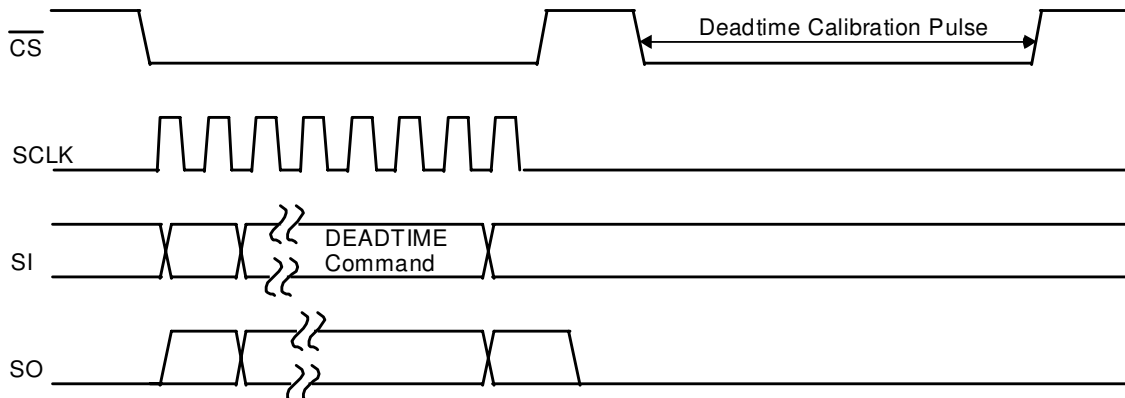 CS
Deadtime Calibration Pulse
SCLK
SI
DEADTIME
Command
SO